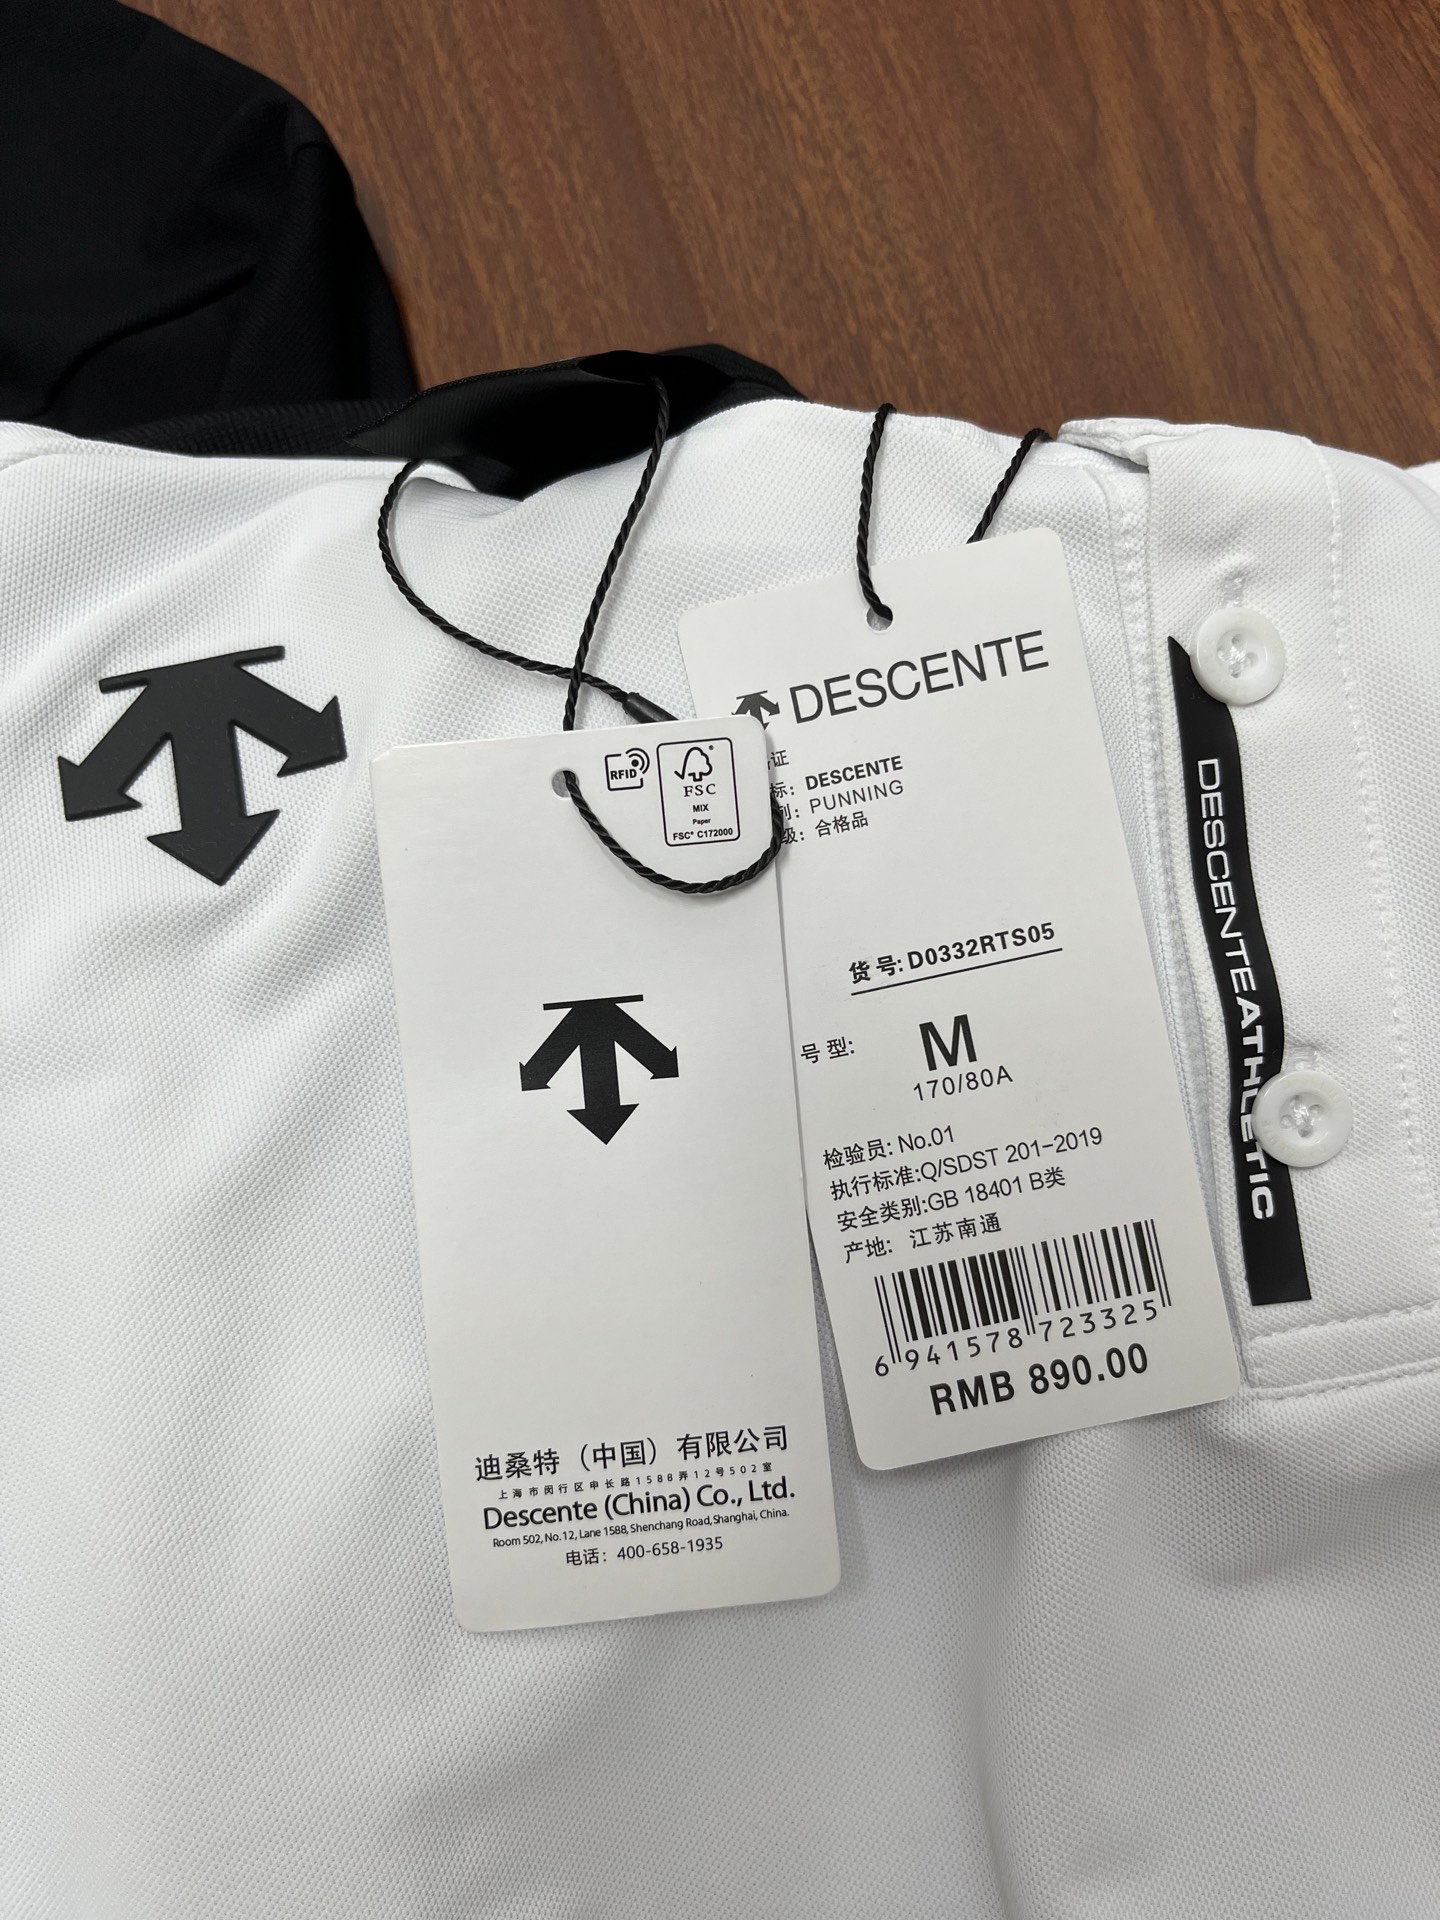 RFID
FSC
MIX
Paper
FSC® C172000
迪桑特（中国）有限公司
上海市闵行区申长路1588弄12号502室
Descente (China) Co., Ltd.
Room 502, No. 12, Lane 1588, Shenchang Road, Shanghai, China.
电话：400-658-1935
DESCENTE
证
标：DESCENTE
列：PUNNING
级：合格品
货号:D0332RTS05
号型: M
170/80A
检验员: No.01
执行标准:Q/SDST 201-2019
安全类别:GB 18401 B类
产地: 江苏南通
6 941578 723325
RMB 890.00
DESCENTE ATHLETIC